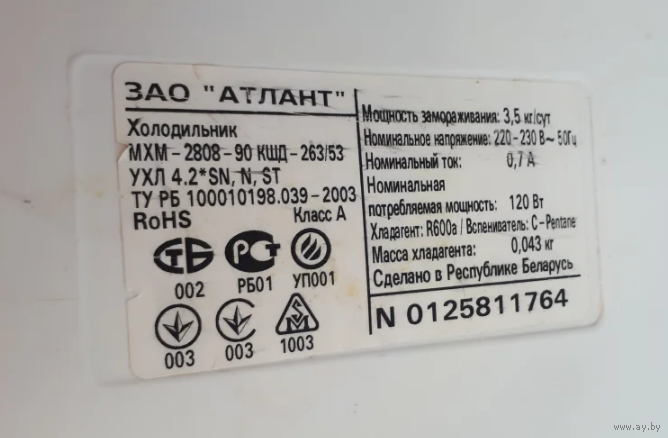 ЗАО "АТЛАНТ"
Холодильник
МХМ-2808-90 КШД-263/53
УХЛ 4.2*SN, N, ST
ТУ РБ 100010198.039-2003
RoHS Класс А
СТБ РСТ
002 РБ01 УП001
003 003 1003
Мощность замораживания: 3,5 кг/сут
Номинальное напряжение: 220-230 В~ 50Гц
Номинальный ток: 0,7 А
Номинальная
потребляемая мощность: 120 Вт
Хладагент: R600a / Вспениватель: C-Pentane
Масса хладагента: 0,043 кг
Сделано в Республике Беларусь
N 0125811764
www.ay.by